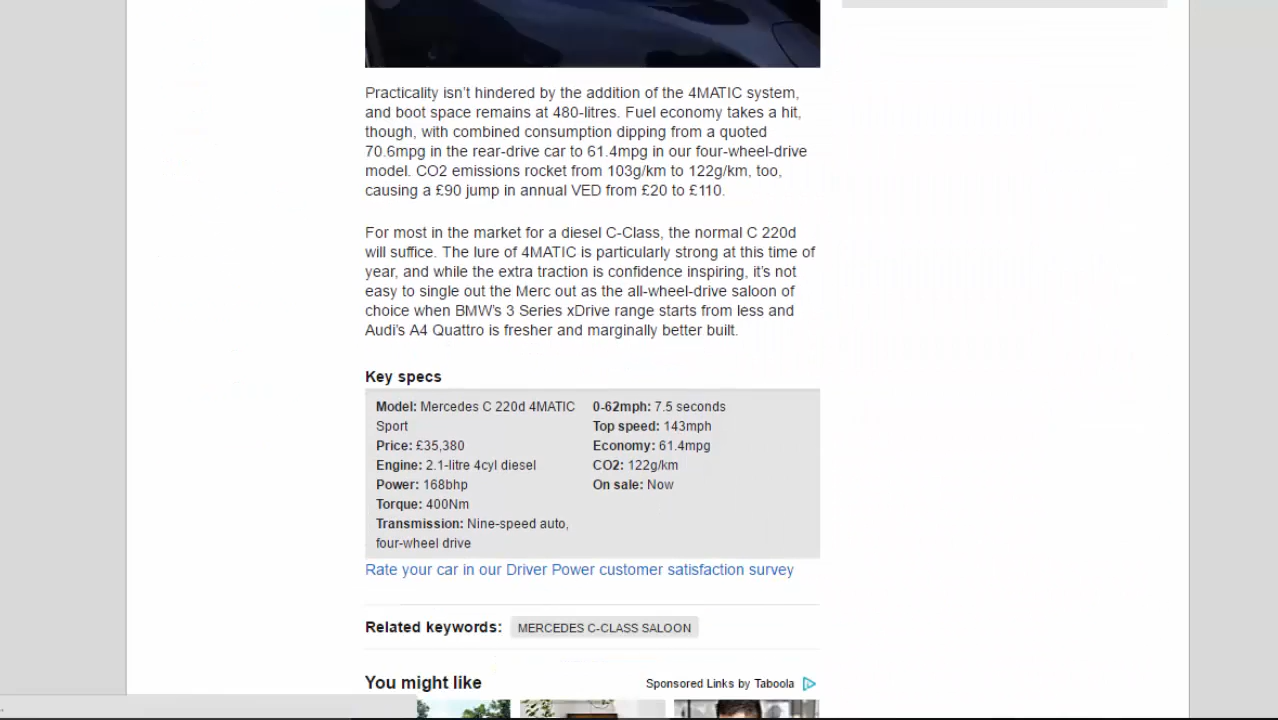 Practicality isn’t hindered by the addition of the 4MATIC system,
and boot space remains at 480-litres. Fuel economy takes a hit,
though, with combined consumption dipping from a quoted
70.6mpg in the rear-drive car to 61.4mpg in our four-wheel-drive
model. CO2 emissions rocket from 103g/km to 122g/km, too,
causing a £90 jump in annual VED from £20 to £110.
For most in the market for a diesel C-Class, the normal C 220d
will suffice. The lure of 4MATIC is particularly strong at this time of
year, and while the extra traction is confidence inspiring, it’s not
easy to single out the Merc out as the all-wheel-drive saloon of
choice when BMW’s 3 Series xDrive range starts from less and
Audi’s A4 Quattro is fresher and marginally better built.
Key specs
Model: Mercedes C 220d 4MATIC
Sport
Price: £35,380
Engine: 2.1-litre 4cyl diesel
Power: 168bhp
Torque: 400Nm
Transmission: Nine-speed auto,
four-wheel drive
0-62mph: 7.5 seconds
Top speed: 143mph
Economy: 61.4mpg
CO2: 122g/km
On sale: Now
Rate your car in our Driver Power customer satisfaction survey
Related keywords: MERCEDES C-CLASS SALOON
You might like
Sponsored Links by Taboola